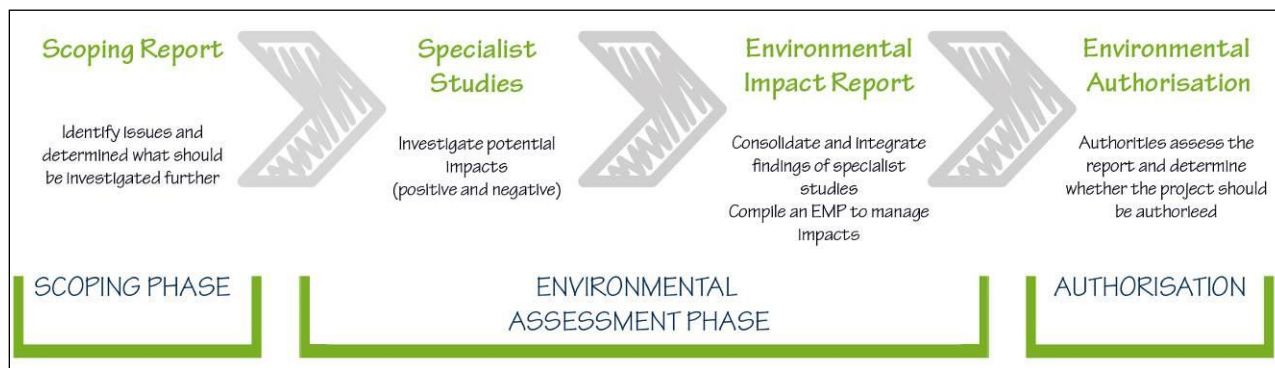 Scoping Report
Identify issues and
determined what should
be investigated further
Specialist
Studies
Investigate potential
impacts
(positive and negative)
Environmental
Impact Report
Consolidate and integrate
findings of specialist
studies
Compile an EMP to manage
impacts
Environmental
Authorisation
Authorities assess the
report and determine
whether the project should
be authorieed
SCOPING PHASE
ENVIRONMENTAL
ASSESSMENT PHASE
AUTHORISATION